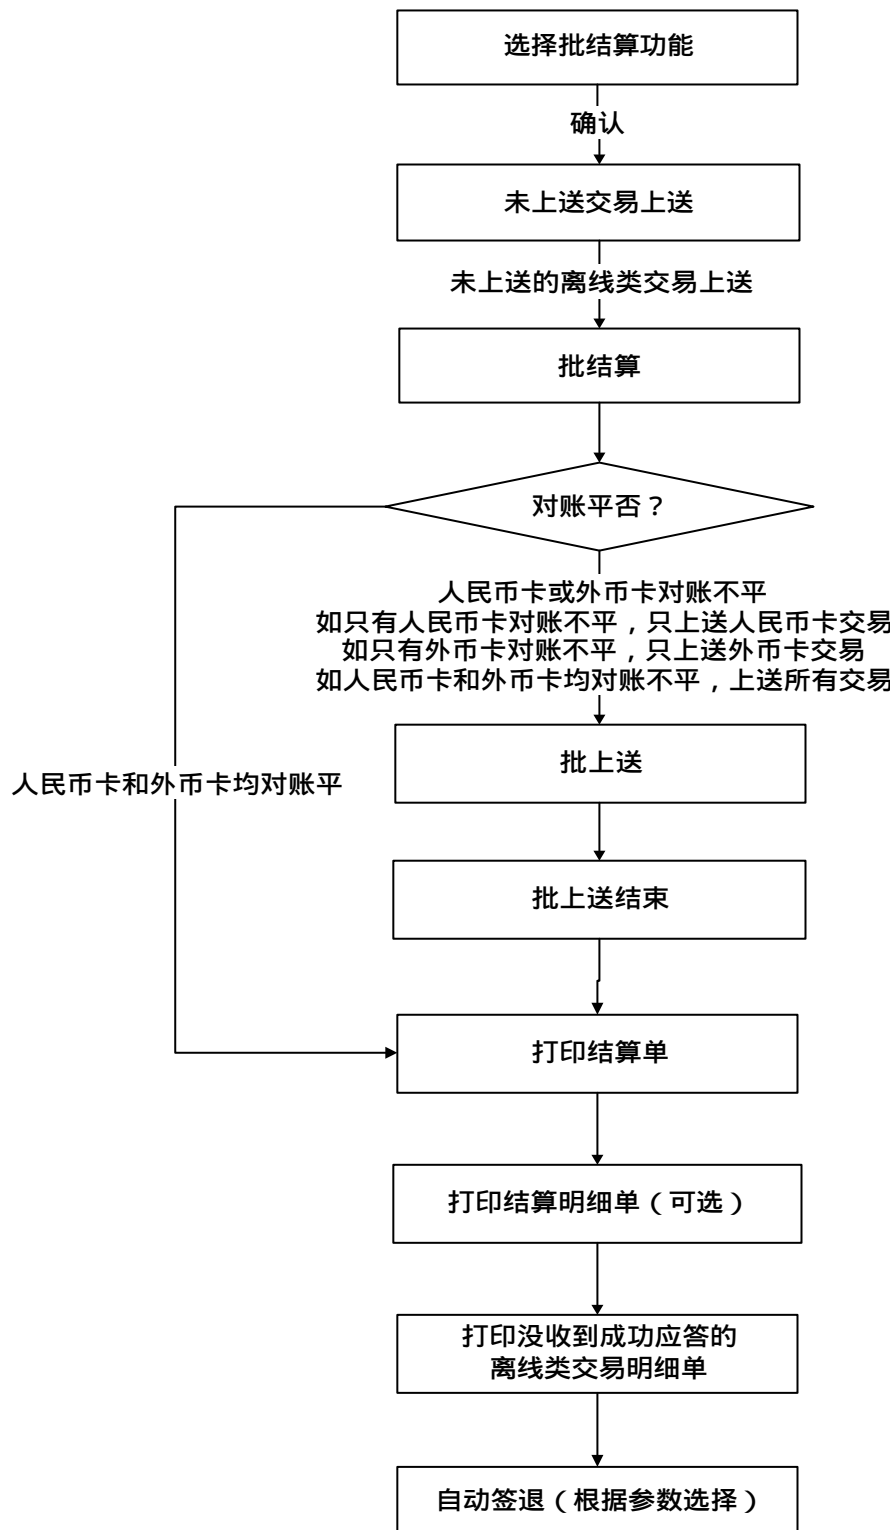 选择批结算功能
确认
未上送交易上送
未上送的离线类交易上送
批结算
对账平否？
人民币卡或外币卡对账不平
如只有人民币卡对账不平，只上送人民币卡交易
如只有外币卡对账不平，只上送外币卡交易
如人民币卡和外币卡均对账不平，上送所有交易
批上送
人民币卡和外币卡均对账平
批上送结束
打印结算单
打印结算明细单（可选）
打印没收到成功应答的
离线类交易明细单
自动签退（根据参数选择）